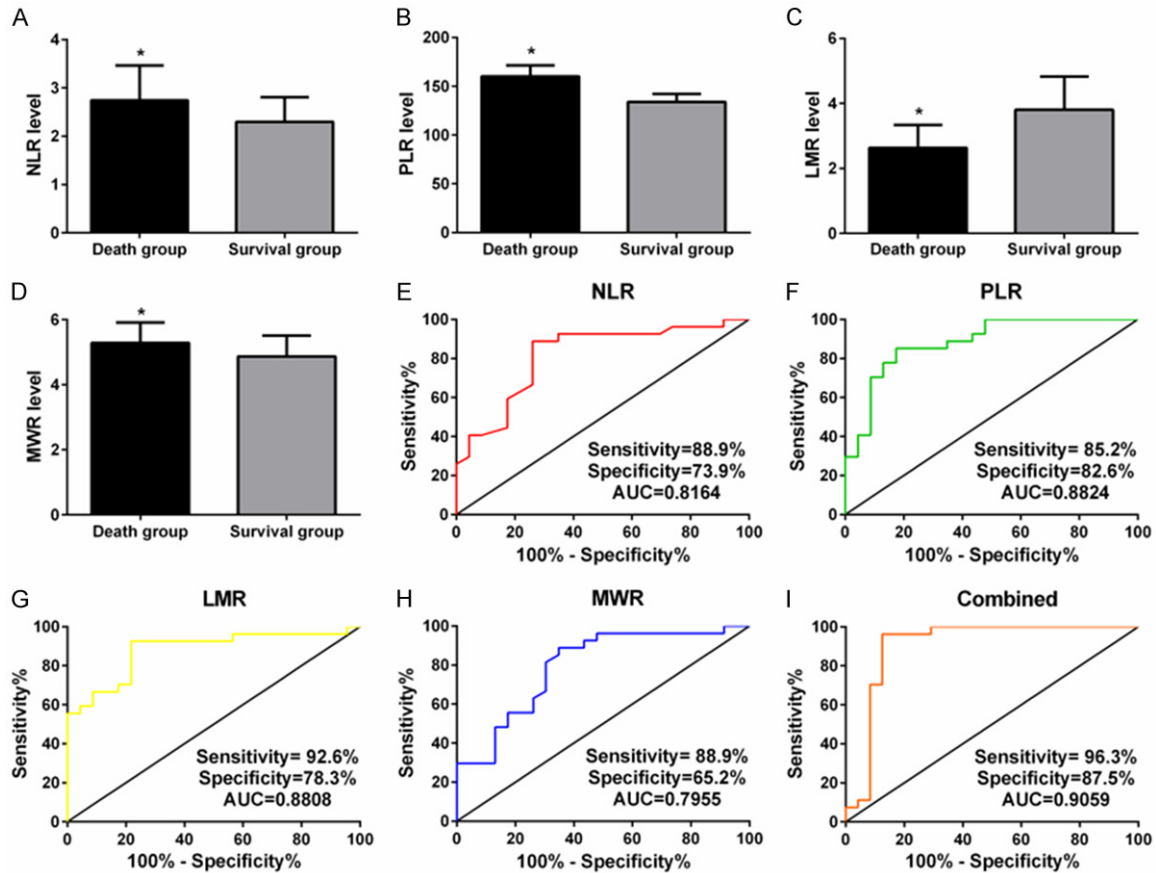 A
NLR level
4
3
2
1
0
*
Death group
Survival group
B
PLR level
200
150
100
50
0
*
Death group
Survival group
C
LMR level
6
4
2
0
*
Death group
Survival group
D
MWR level
6
4
2
0
*
Death group
Survival group
E
NLR
Sensitivity%
100
80
60
40
20
0
Sensitivity=88.9%
Specificity=73.9%
AUC=0.8164
0 20 40 60 80 100
100% - Specificity%
F
PLR
Sensitivity%
100
80
60
40
20
0
Sensitivity= 85.2%
Specificity=82.6%
AUC=0.8824
0 20 40 60 80 100
100% - Specificity%
G
LMR
Sensitivity%
100
80
60
40
20
0
Sensitivity= 92.6%
Specificity=78.3%
AUC=0.8808
0 20 40 60 80 100
100% - Specificity%
H
MWR
Sensitivity%
100
80
60
40
20
0
Sensitivity= 88.9%
Specificity=65.2%
AUC=0.7955
0 20 40 60 80 100
100% - Specificity%
I
Combined
Sensitivity%
100
80
60
40
20
0
Sensitivity= 96.3%
Specificity=87.5%
AUC=0.9059
0 20 40 60 80 100
100% - Specificity%